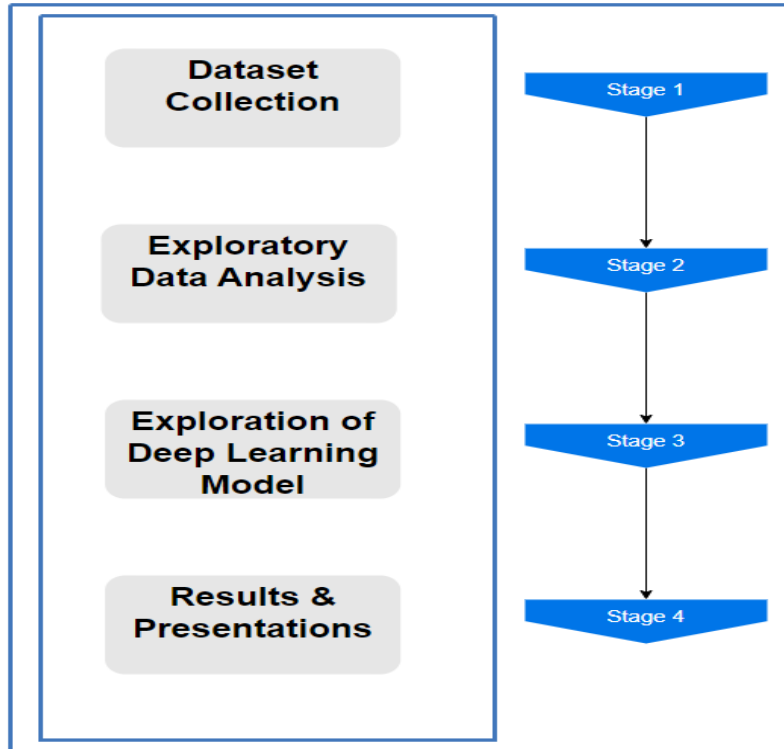 Dataset
Collection
Stage 1
Exploratory
Data Analysis
Stage 2
Exploration of
Deep Learning
Model
Stage 3
Results &
Presentations
Stage 4